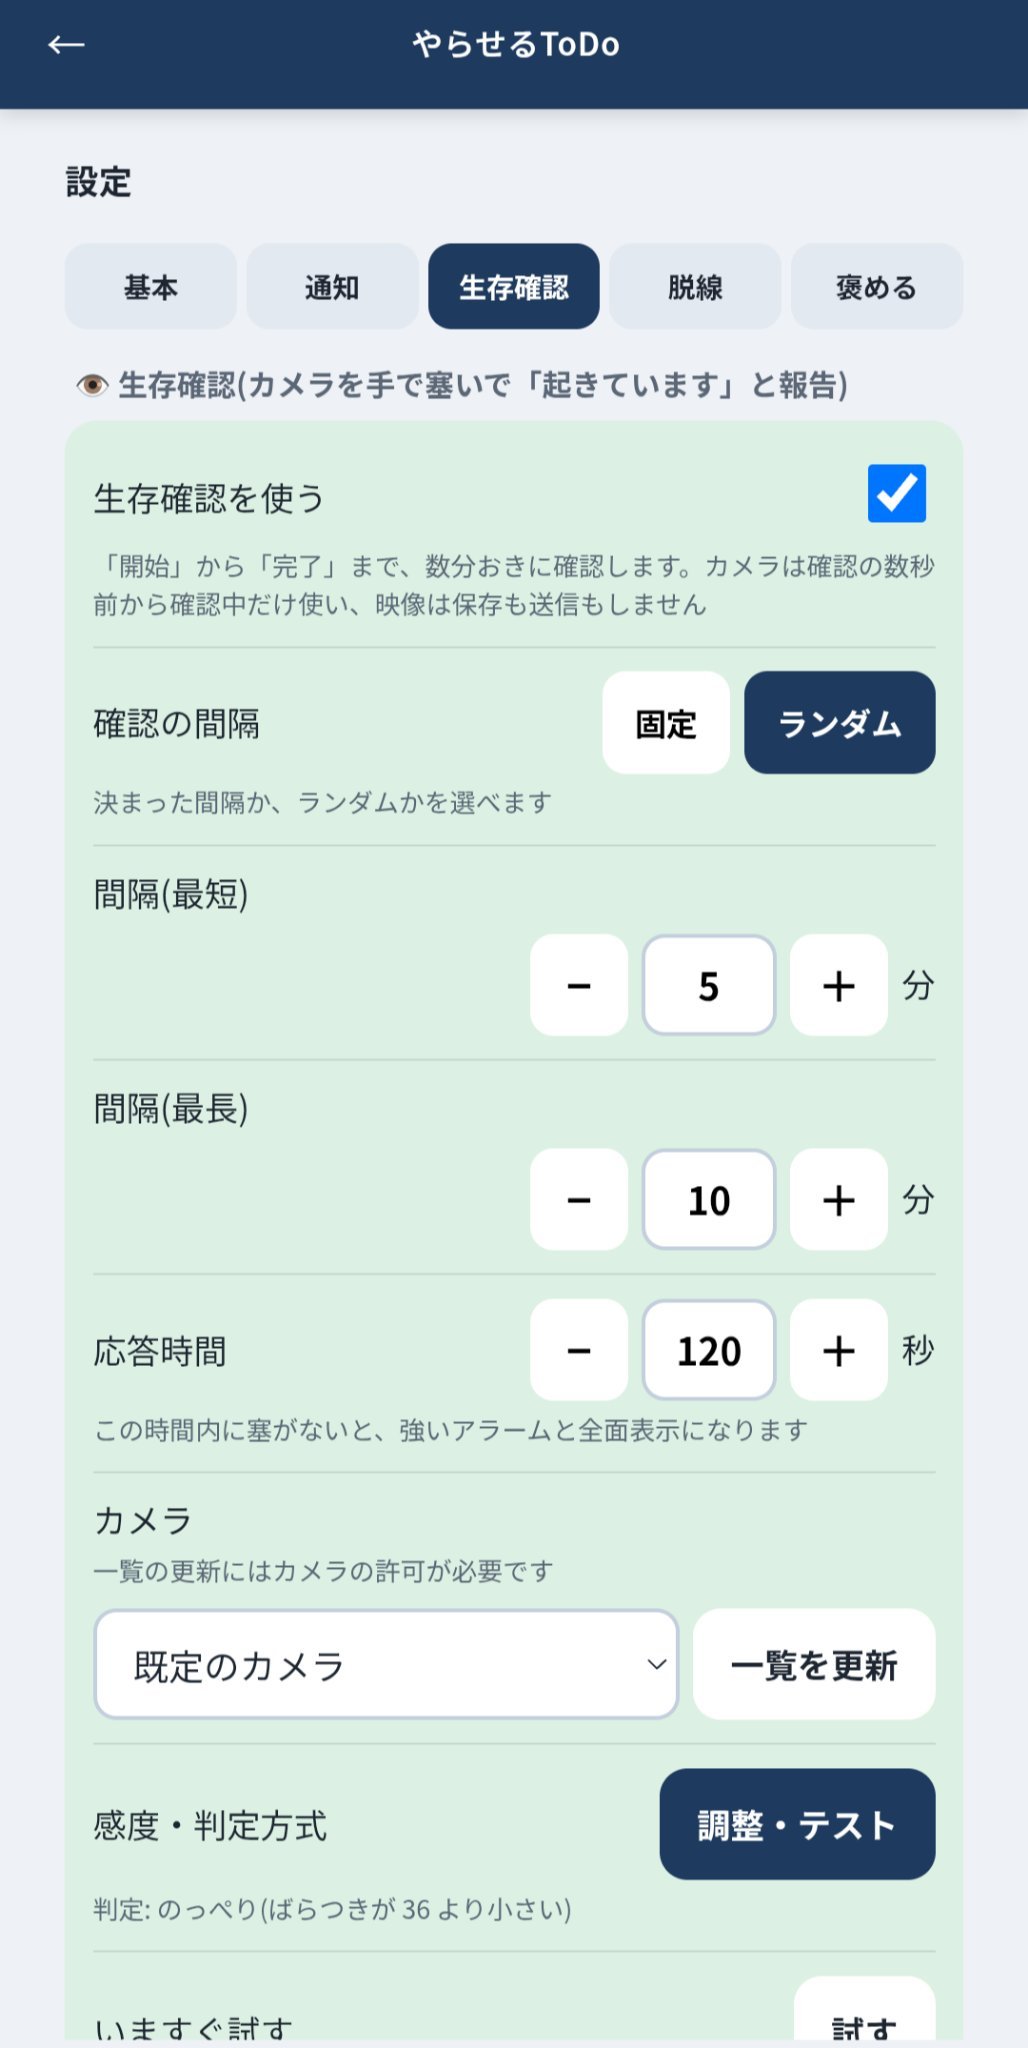 ←
やらせるToDo
設定
基本 通知 生存確認 脱線 褒める
生存確認(カメラを手で塞いで「起きています」と報告)
生存確認を使う
「開始」から「完了」まで、数分おきに確認します。カメラは確認の数秒
前から確認中だけ使い、映像は保存も送信もしません
確認の間隔 固定 ランダム
決まった間隔か、ランダムかを選べます
間隔(最短)
− 5 + 分
間隔(最長)
− 10 + 分
応答時間 − 120 + 秒
この時間内に塞がないと、強いアラームと全面表示になります
カメラ
一覧の更新にはカメラの許可が必要です
既定のカメラ 一覧を更新
感度・判定方式 調整・テスト
判定: のっぺり(ばらつきが 36 より小さい)
いますぐ試す 試す